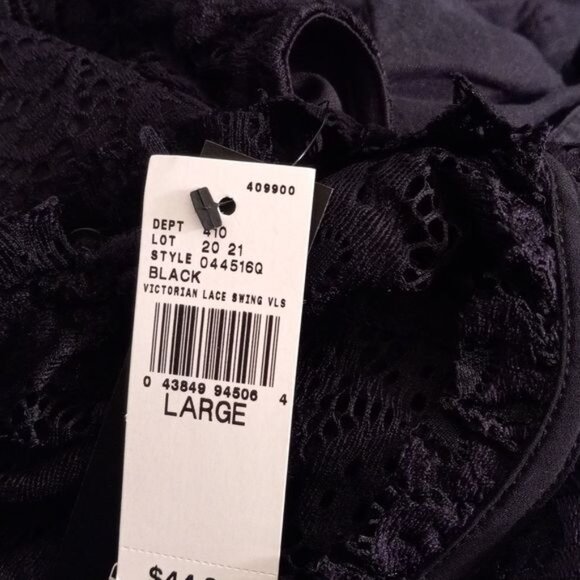 409900
DEPT 410
LOT 20 21
STYLE 044516Q
BLACK
VICTORIAN LACE SWING VLS
0 43849 94506 4
LARGE